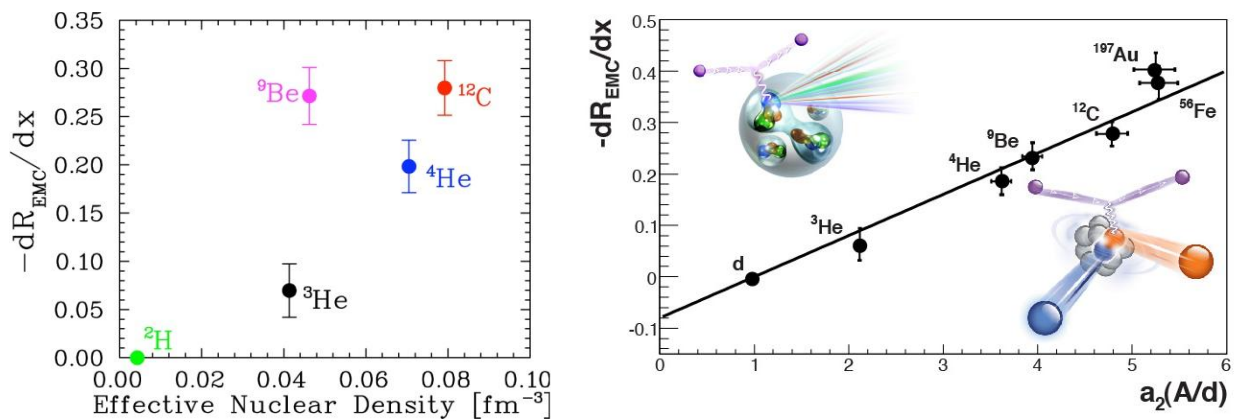 0.35
0.30
0.25
0.20
0.15
0.10
0.05
0.00
−dR_EMC/dx
⁹Be
¹²C
⁴He
³He
²H
0.00 0.02 0.04 0.06 0.08 0.10
Effective Nuclear Density [fm⁻³]
0.5
0.4
0.3
0.2
0.1
0
-0.1
-dR_EMC/dx
¹⁹⁷Au
⁵⁶Fe
¹²C
⁹Be
⁴He
³He
d
0 1 2 3 4 5 6
a₂(A/d)